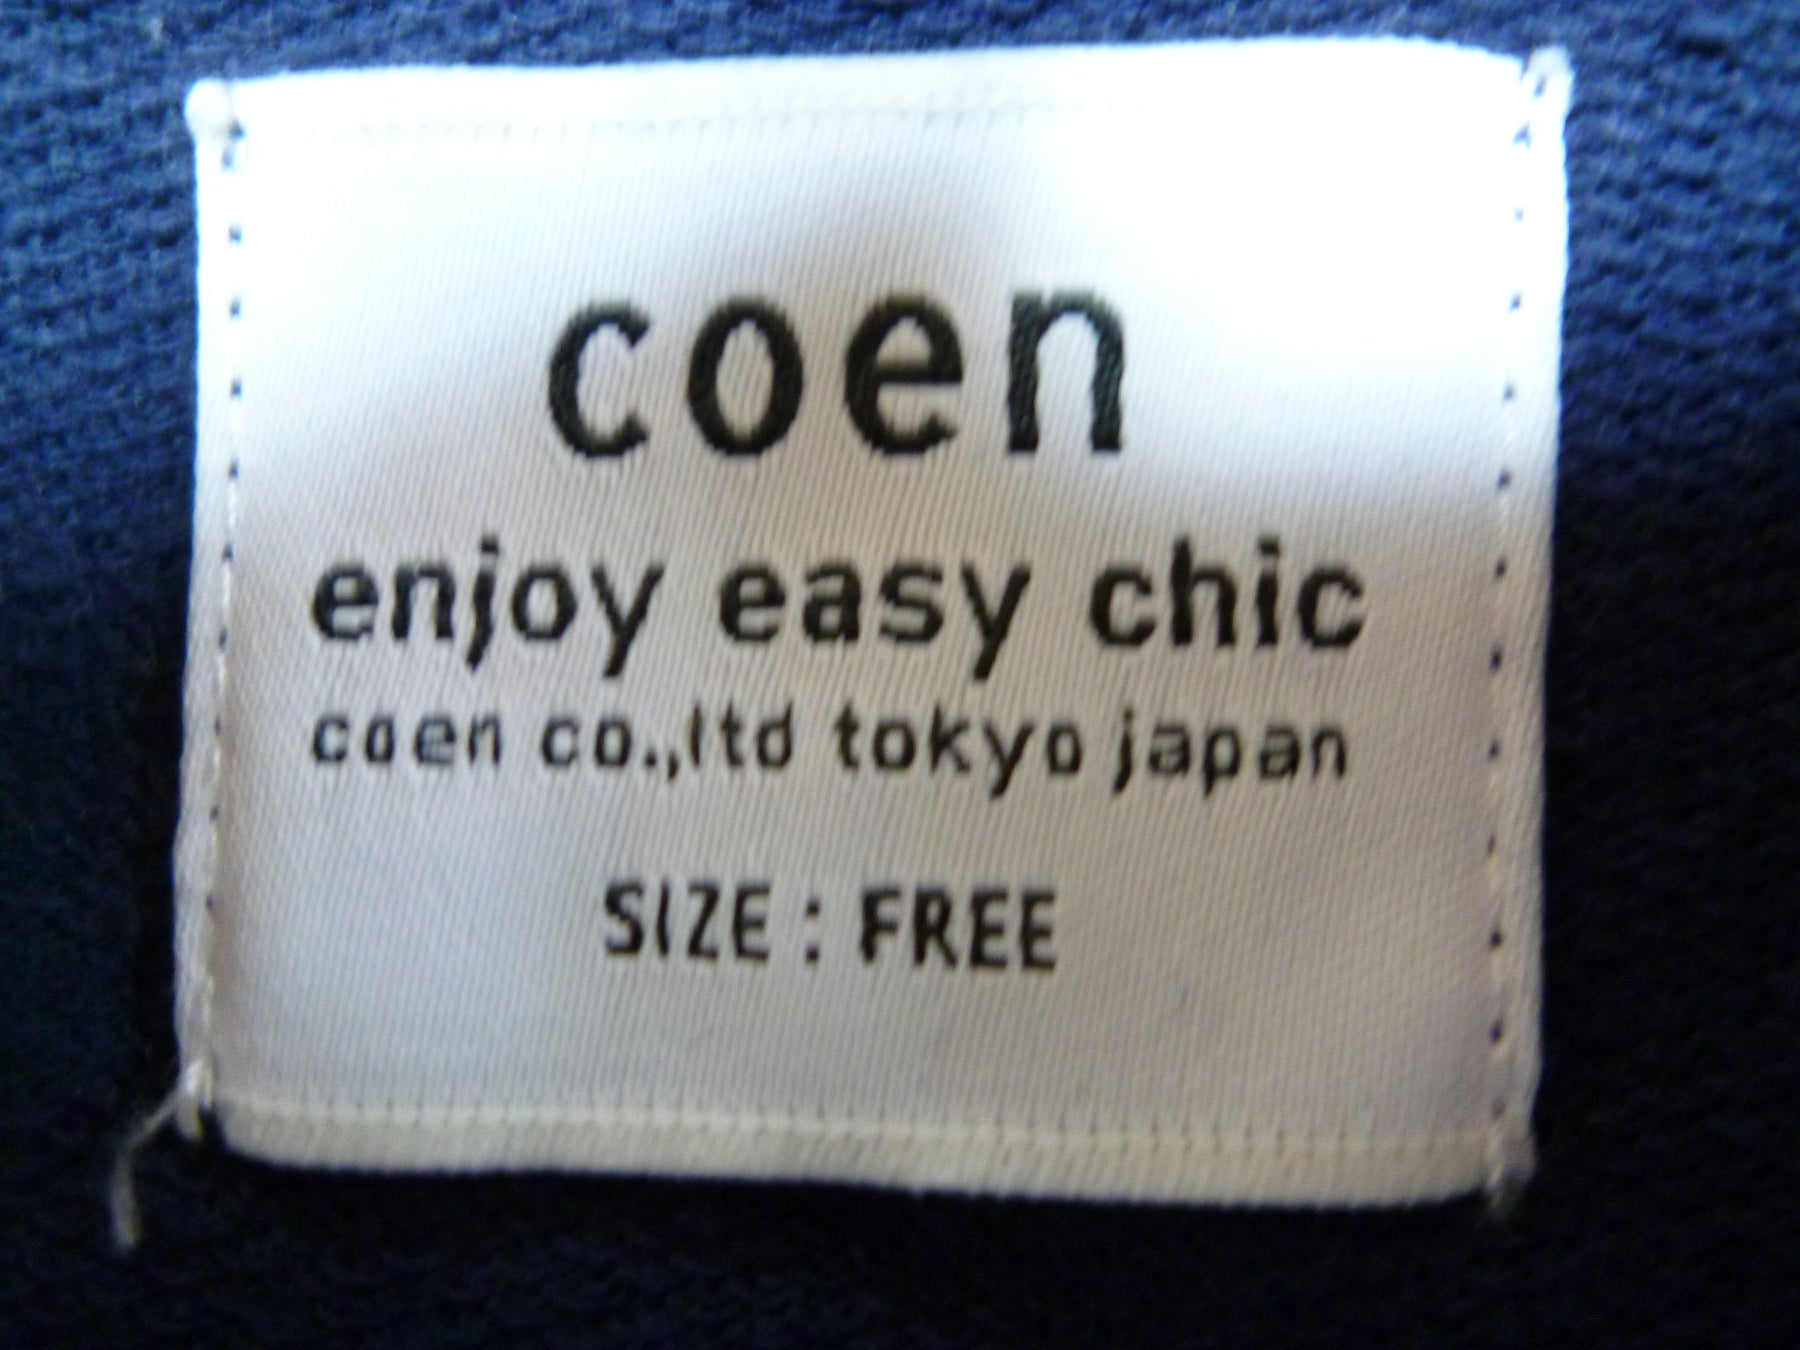 coen
enjoy easy chic
coen co.,ltd tokyo japan
SIZE : FREE